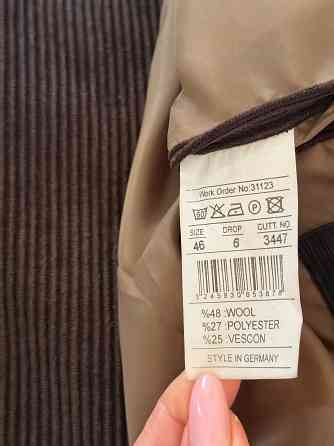 Work Order No:31123
SIZE DROP CUTT. NO.
46 6 3447
%48 :WOOL
%27 :POLYESTER
%25 :VESCON
STYLE IN GERMANY